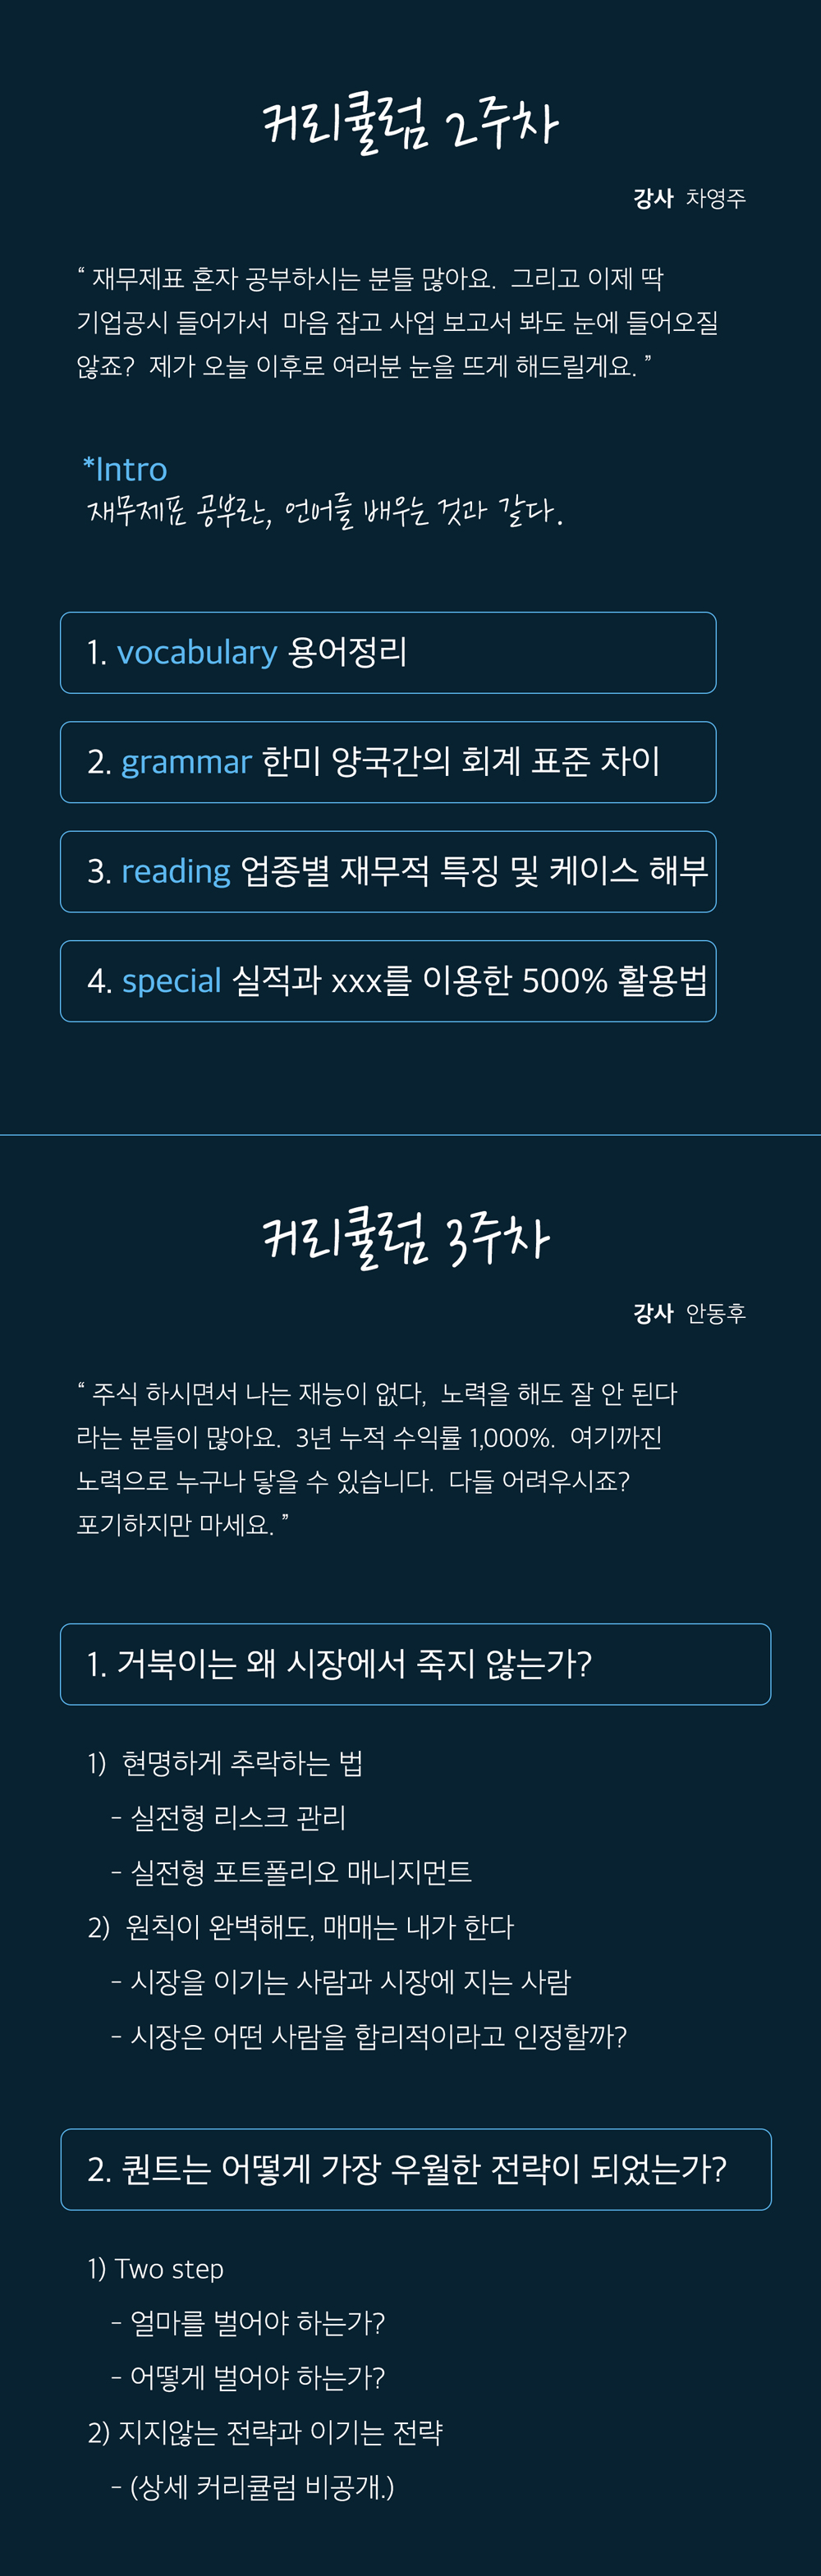 커리큘럼 2주차
강사 차영주
“ 재무제표 혼자 공부하시는 분들 많아요. 그리고 이제 딱
기업공시 들어가서 마음 잡고 사업 보고서 봐도 눈에 들어오질
않죠? 제가 오늘 이후로 여러분 눈을 뜨게 해드릴게요. ”
*Intro
재무제표 공부란, 언어를 배우는 것과 같다.
1. vocabulary 용어정리
2. grammar 한미 양국간의 회계 표준 차이
3. reading 업종별 재무적 특징 및 케이스 해부
4. special 실적과 xxx를 이용한 500% 활용법
커리큘럼 3주차
강사 안동후
“ 주식 하시면서 나는 재능이 없다, 노력을 해도 잘 안 된다
라는 분들이 많아요. 3년 누적 수익률 1,000%. 여기까진
노력으로 누구나 닿을 수 있습니다. 다들 어려우시죠?
포기하지만 마세요. ”
1. 거북이는 왜 시장에서 죽지 않는가?
1) 현명하게 추락하는 법
- 실전형 리스크 관리
- 실전형 포트폴리오 매니지먼트
2) 원칙이 완벽해도, 매매는 내가 한다
- 시장을 이기는 사람과 시장에 지는 사람
- 시장은 어떤 사람을 합리적이라고 인정할까?
2. 퀀트는 어떻게 가장 우월한 전략이 되었는가?
1) Two step
- 얼마를 벌어야 하는가?
- 어떻게 벌어야 하는가?
2) 지지않는 전략과 이기는 전략
- (상세 커리큘럼 비공개.)